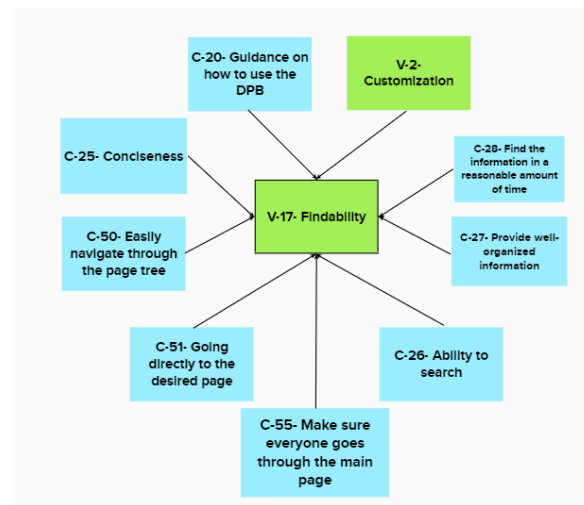 C-20- Guidance on
how to use the
DPB
V-2-
Customization
C-25- Conciseness
C-28- Find the
information in a
reasonable amount
of time
V-17- Findability
C-50- Easily
navigate through
the page tree
C-27- Provide well-
organized
information
C-51- Going
directly to the
desired page
C-26- Ability to
search
C-55- Make sure
everyone goes
through the main
page